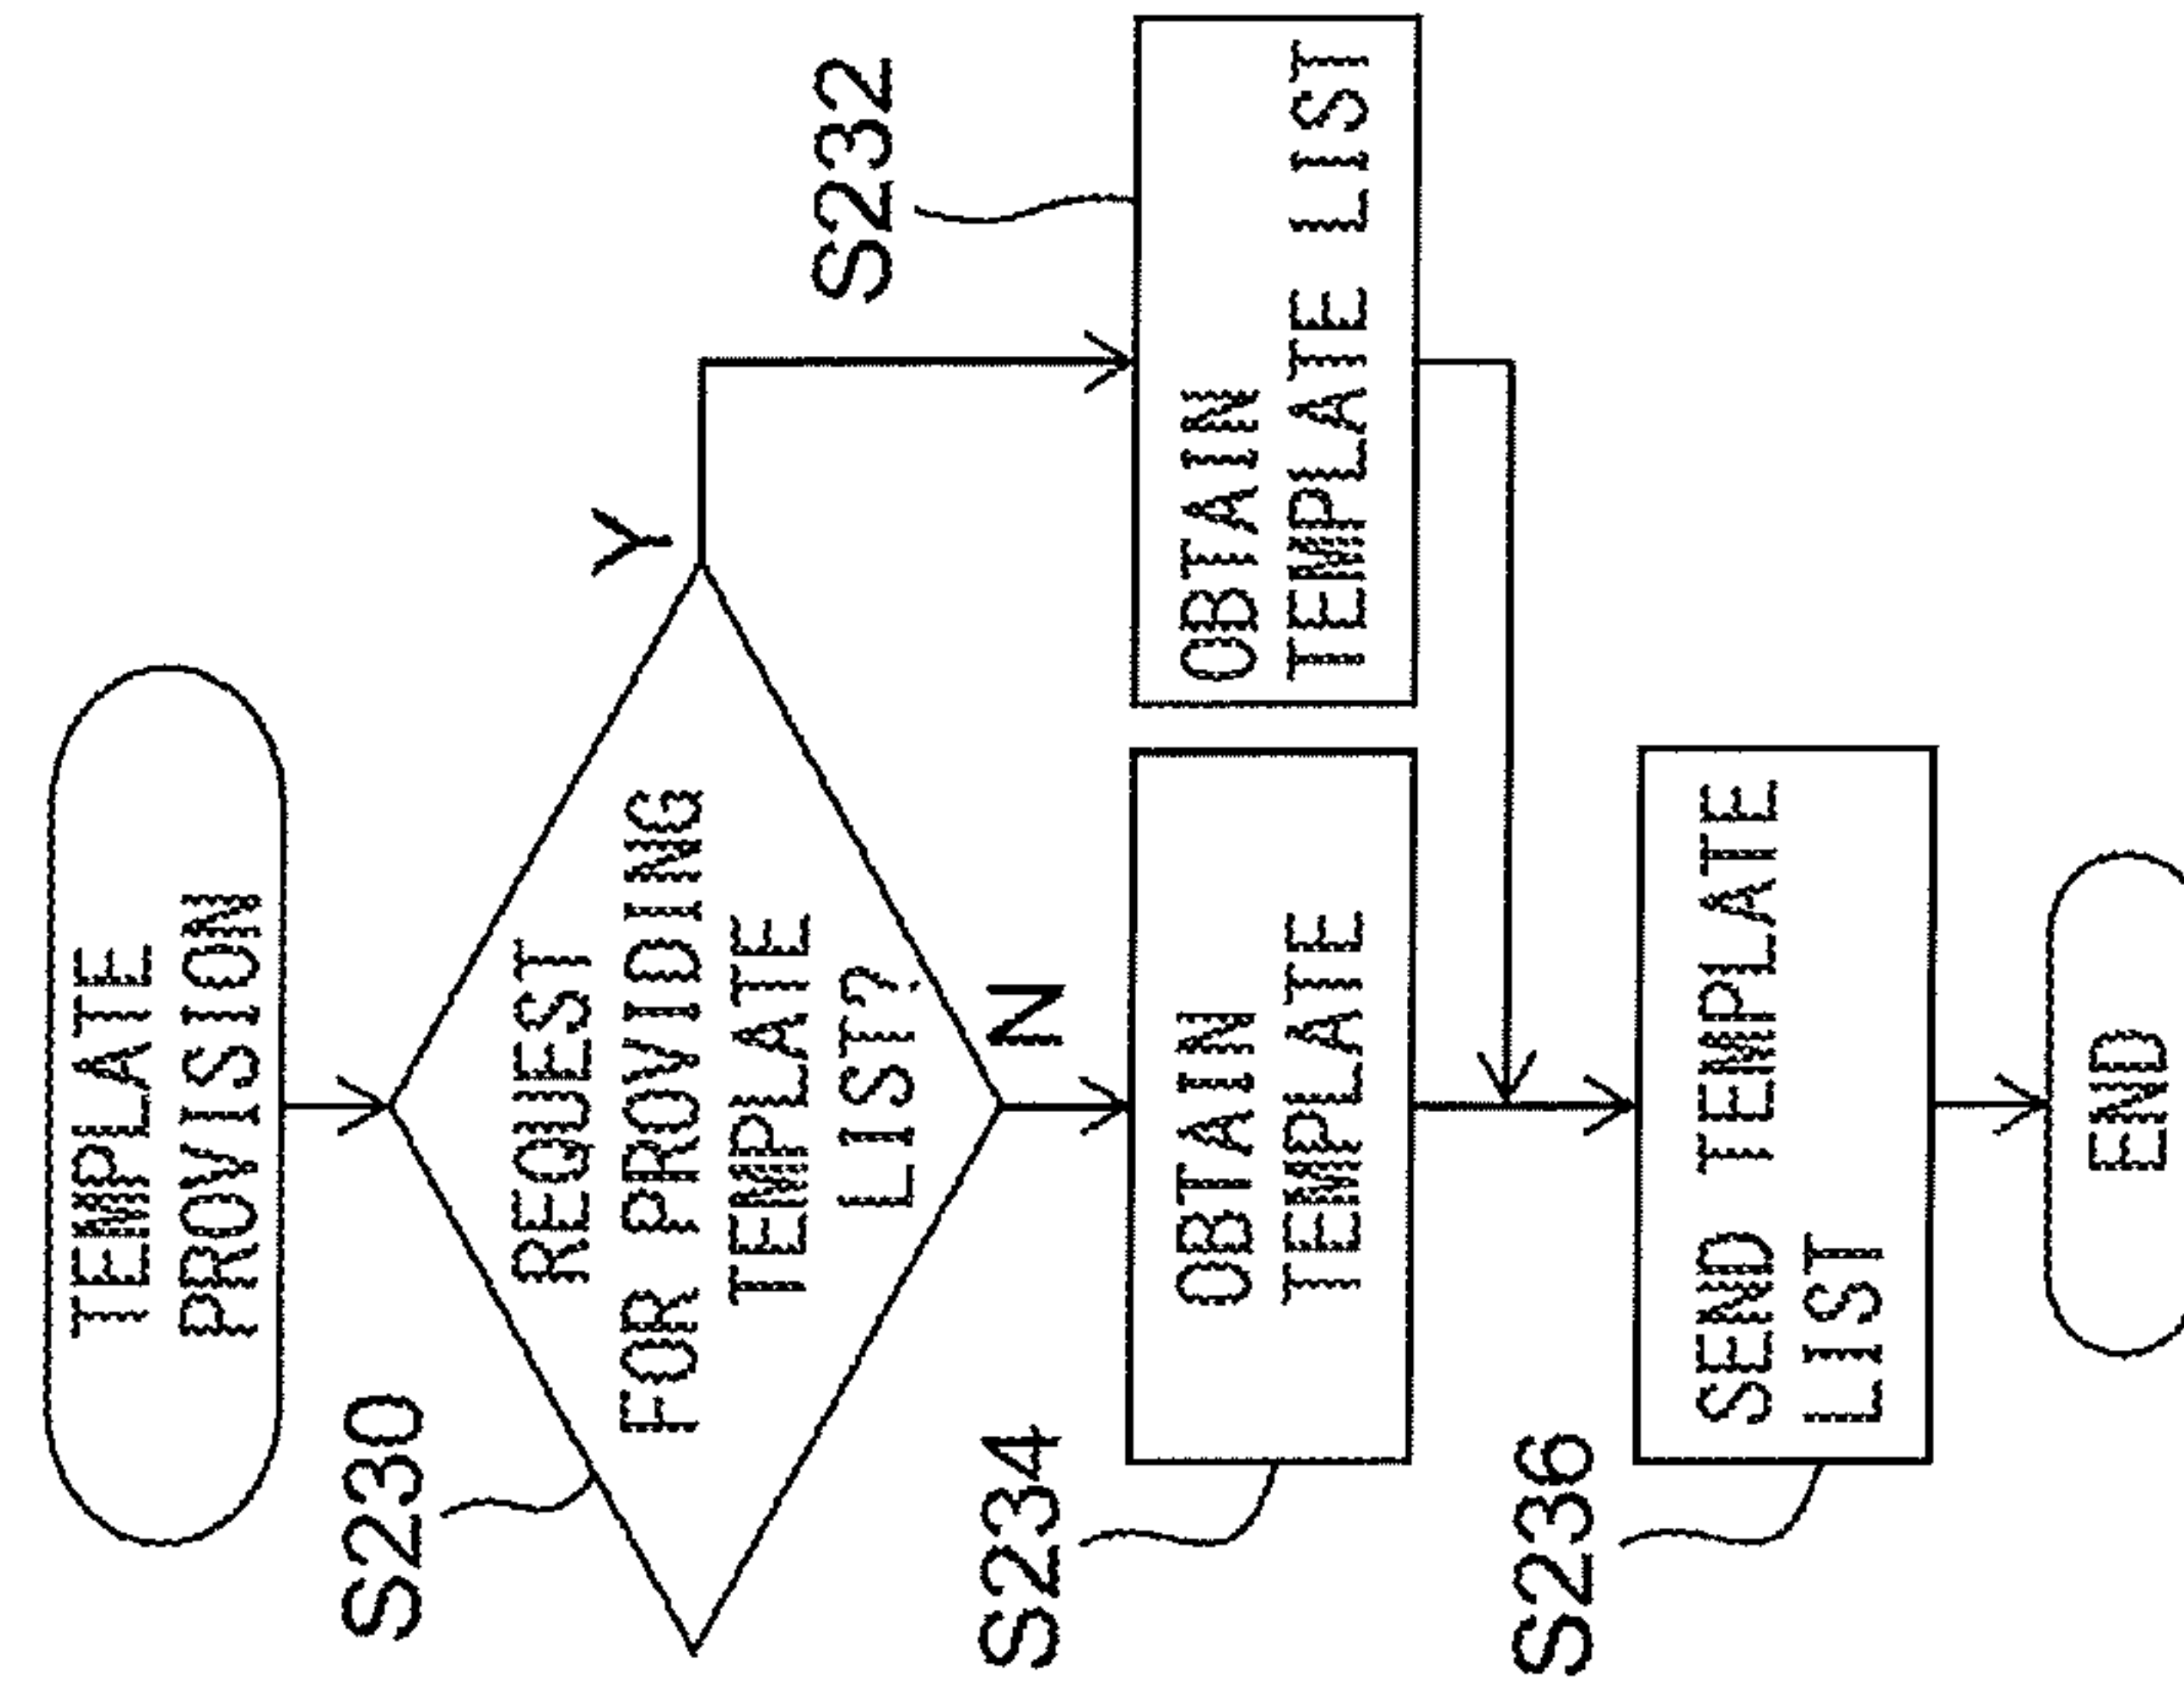 TEMPLATE
PROVISION
S230
REQUEST
FOR PROVIDING
TEMPLATE
LIST?
Y
N
S232
OBTAIN
TEMPLATE LIST
S234
OBTAIN
TEMPLATE
S236
SEND TEMPLATE
LIST
END